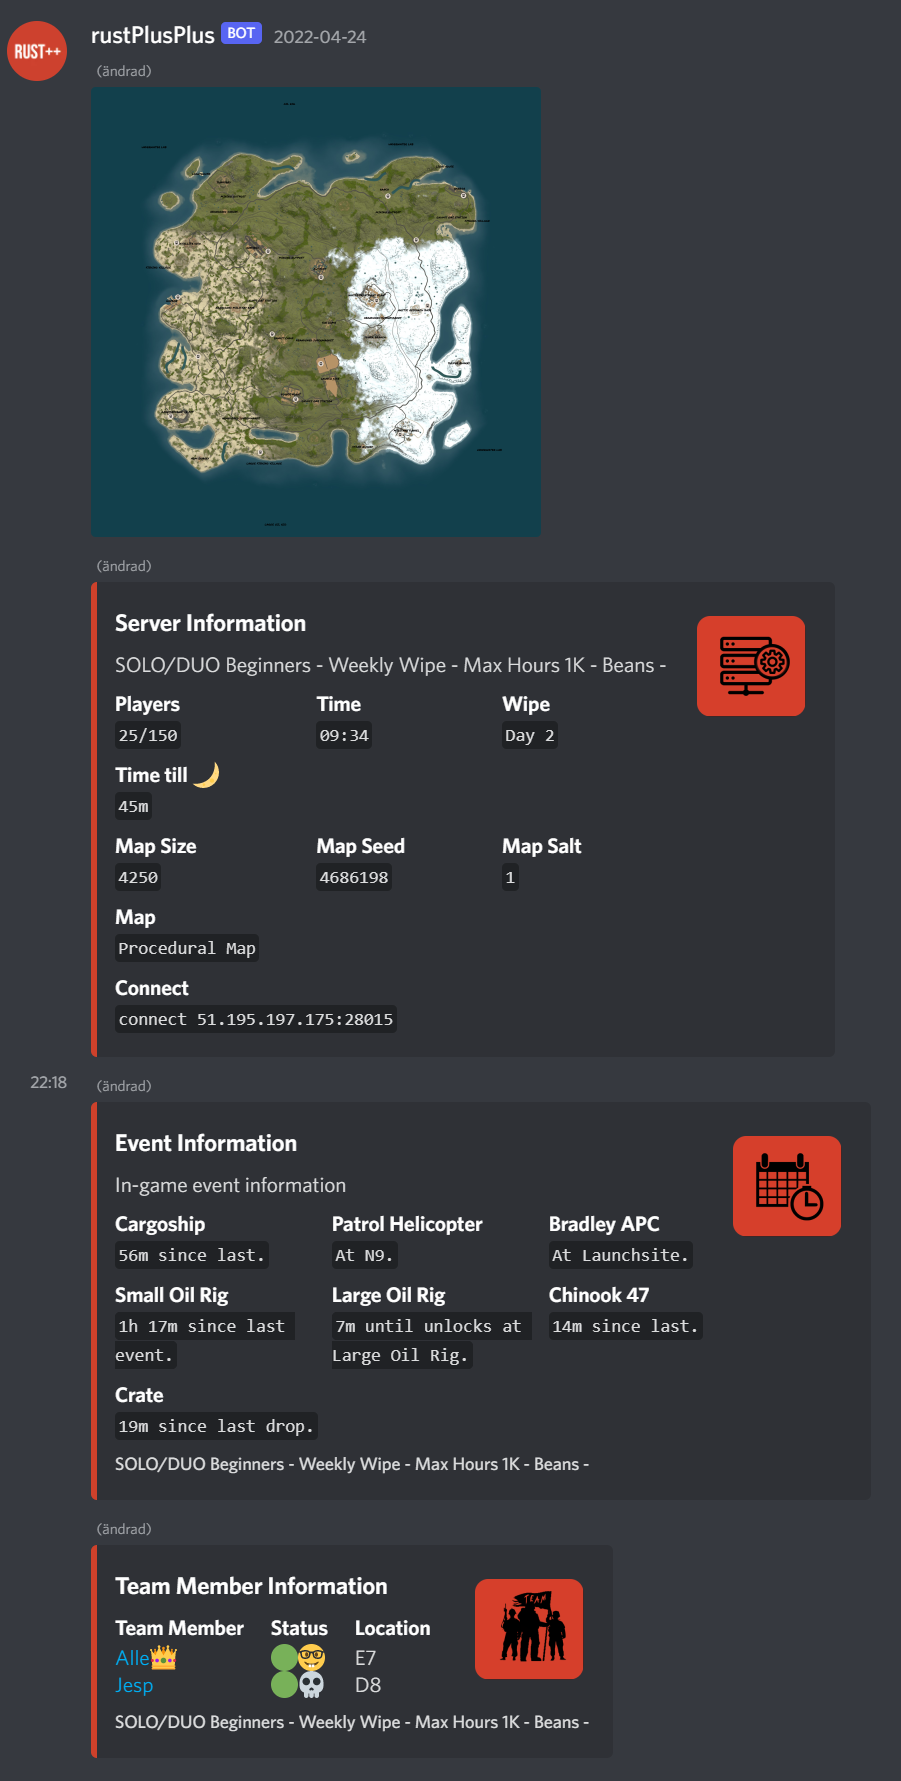 RUST++
rustPlusPlus BOT 2022-04-24
(ändrad)
(ändrad)
Server Information
SOLO/DUO Beginners - Weekly Wipe - Max Hours 1K - Beans -
Players Time Wipe
25/150 09:34 Day 2
Time till 🌙
45m
Map Size Map Seed Map Salt
4250 4686198 1
Map
Procedural Map
Connect
connect 51.195.197.175:28015
22:18 (ändrad)
Event Information
In-game event information
Cargoship Patrol Helicopter Bradley APC
56m since last. At N9. At Launchsite.
Small Oil Rig Large Oil Rig Chinook 47
1h 17m since last 7m until unlocks at 14m since last.
event. Large Oil Rig.
Crate
19m since last drop.
SOLO/DUO Beginners - Weekly Wipe - Max Hours 1K - Beans -
(ändrad)
Team Member Information
TEAM
Team Member Status Location
Alle👑 🟢🤓 E7
Jesp 🟢💀 D8
SOLO/DUO Beginners - Weekly Wipe - Max Hours 1K - Beans -